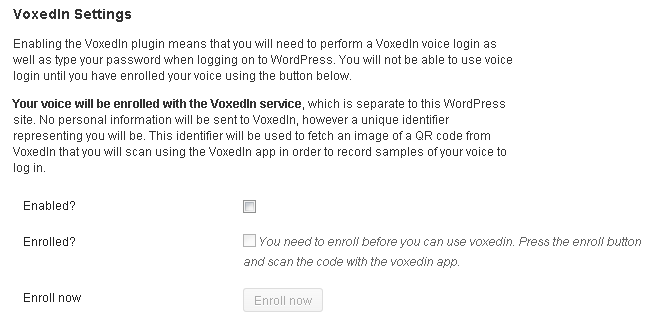 VoxedIn Settings
Enabling the VoxedIn plugin means that you will need to perform a VoxedIn voice login as
well as type your password when logging on to WordPress. You will not be able to use voice
login until you have enrolled your voice using the button below.
Your voice will be enrolled with the VoxedIn service, which is separate to this WordPress
site. No personal information will be sent to VoxedIn, however a unique identifier
representing you will be. This identifier will be used to fetch an image of a QR code from
VoxedIn that you will scan using the VoxedIn app in order to record samples of your voice to
log in.
Enabled?
Enrolled? You need to enroll before you can use voxedin. Press the enroll button
and scan the code with the voxedin app.
Enroll now Enroll now